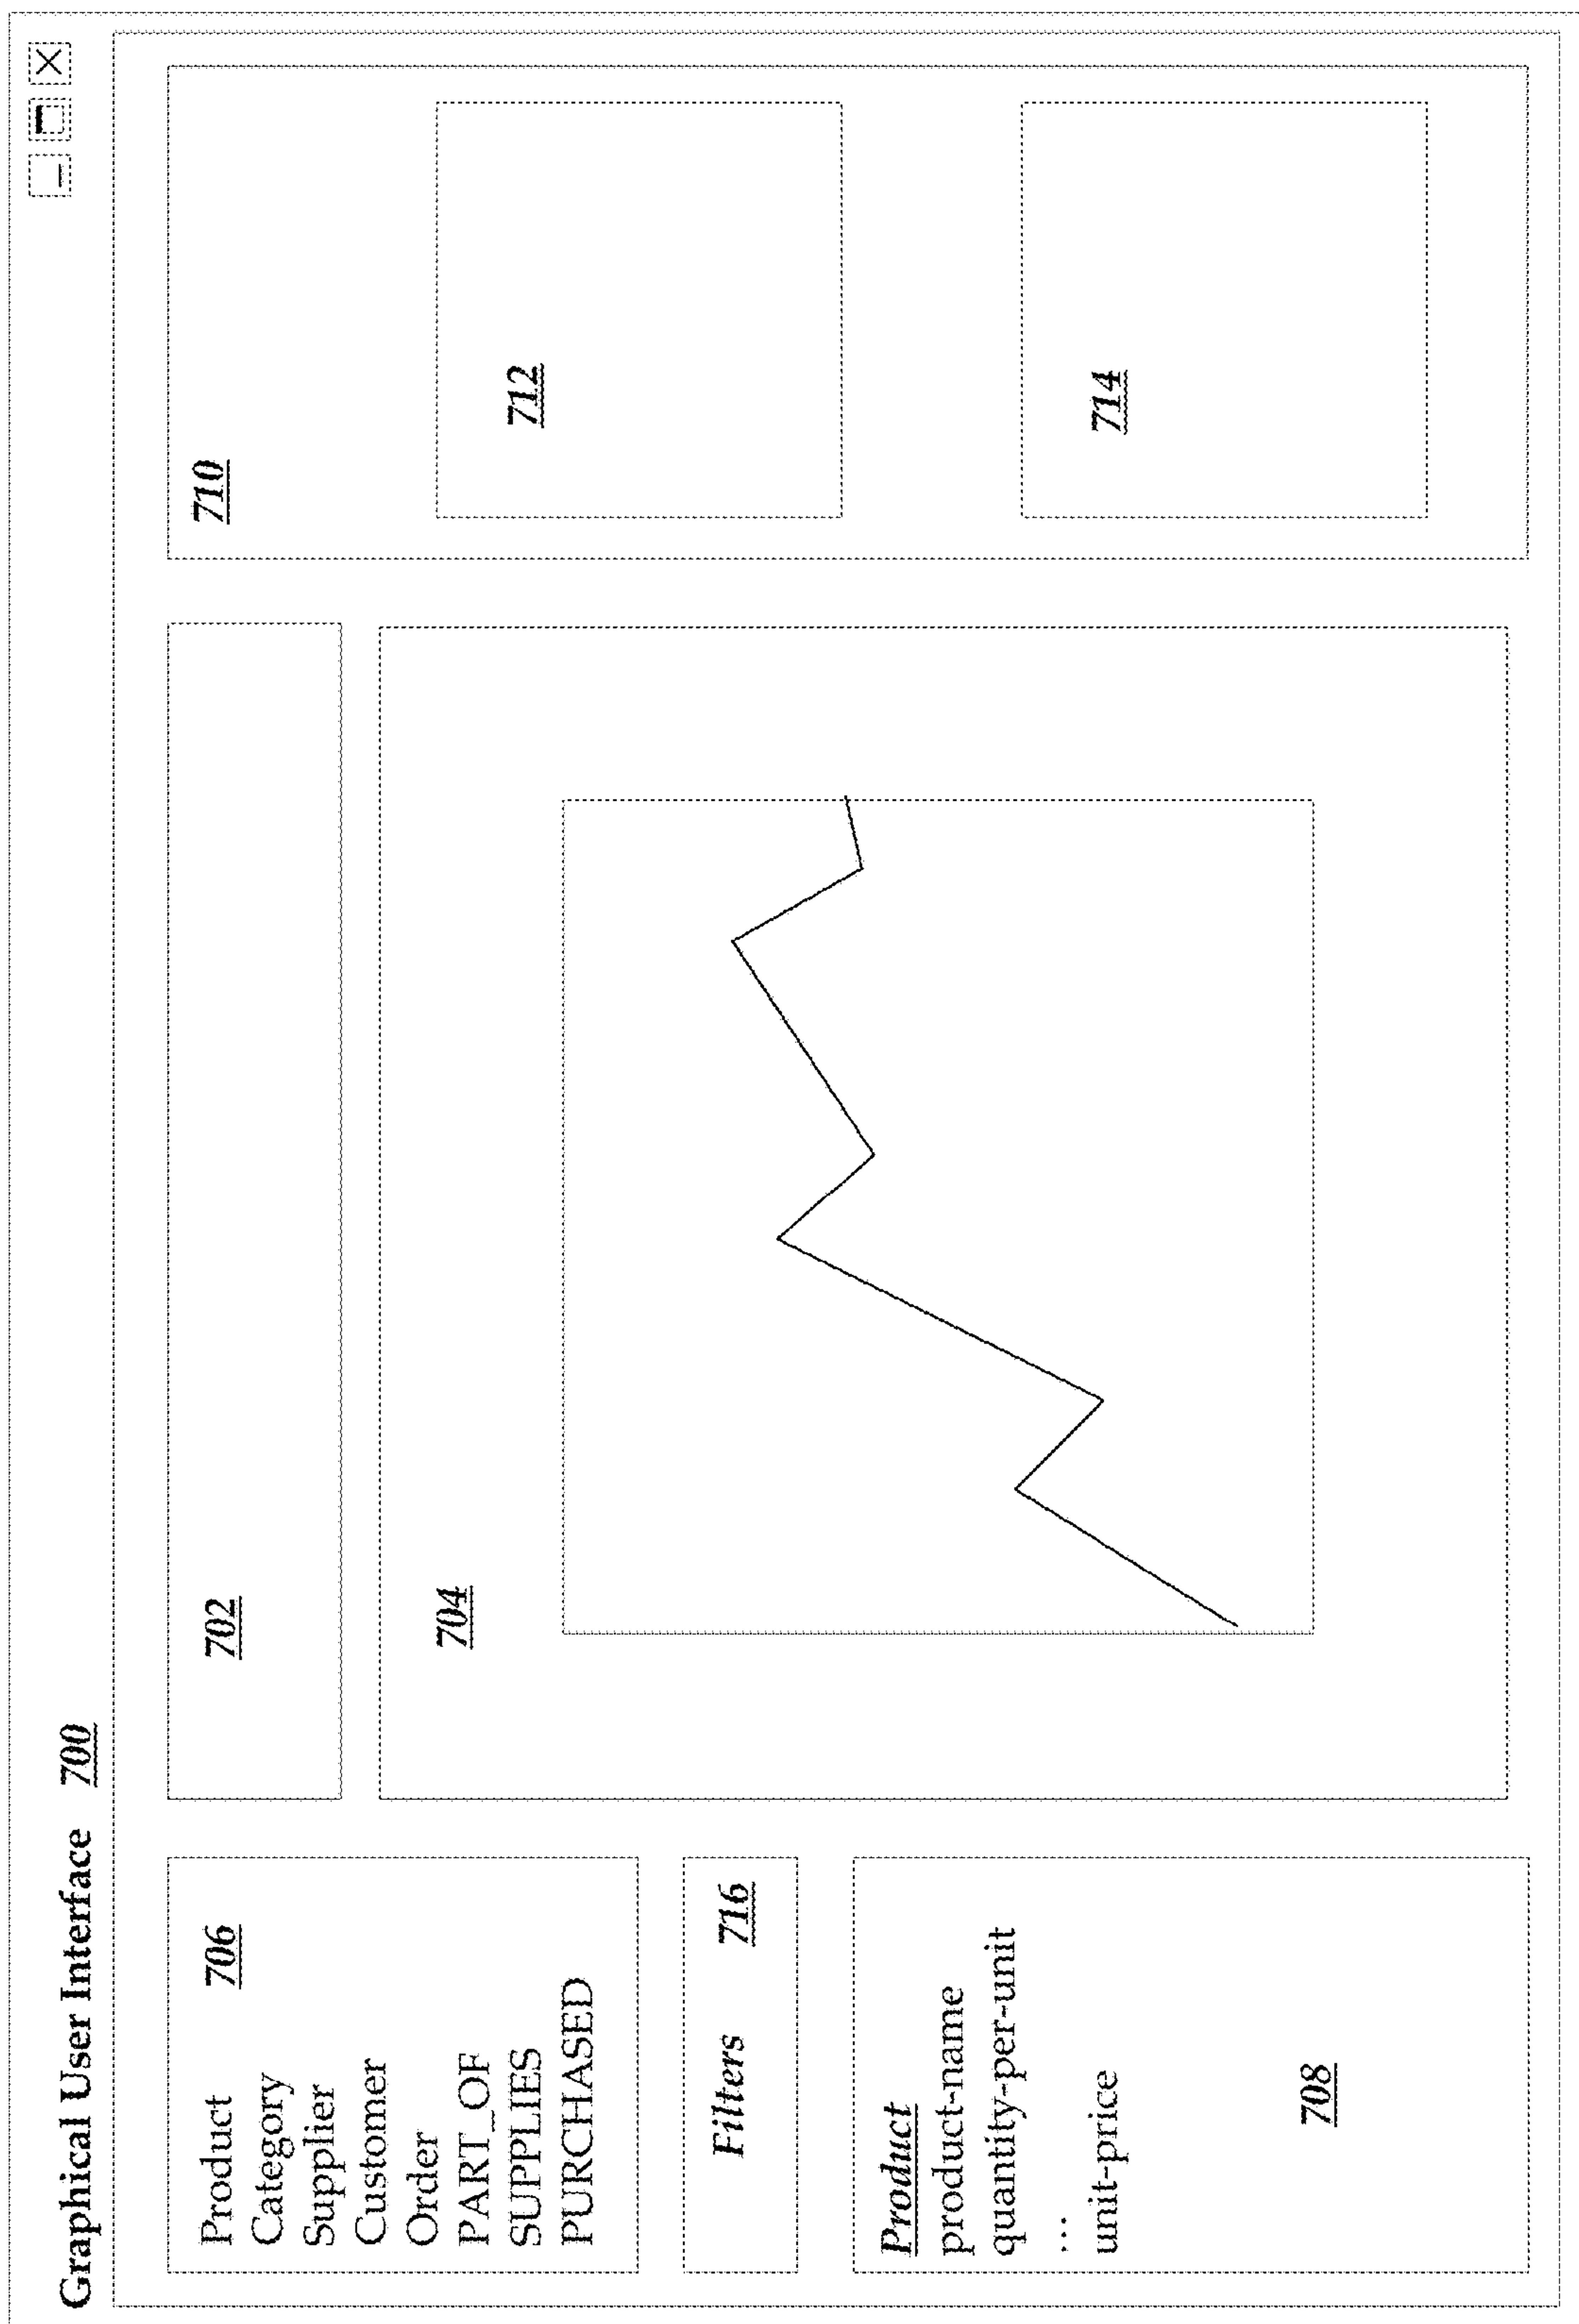 Graphical User Interface 700
Product 706
Category
Supplier
Customer
Order
PART_OF
SUPPLIES
PURCHASED
Filters 716
Product
product-name
quantity-per-unit
...
unit-price
708
702
704
710
712
714